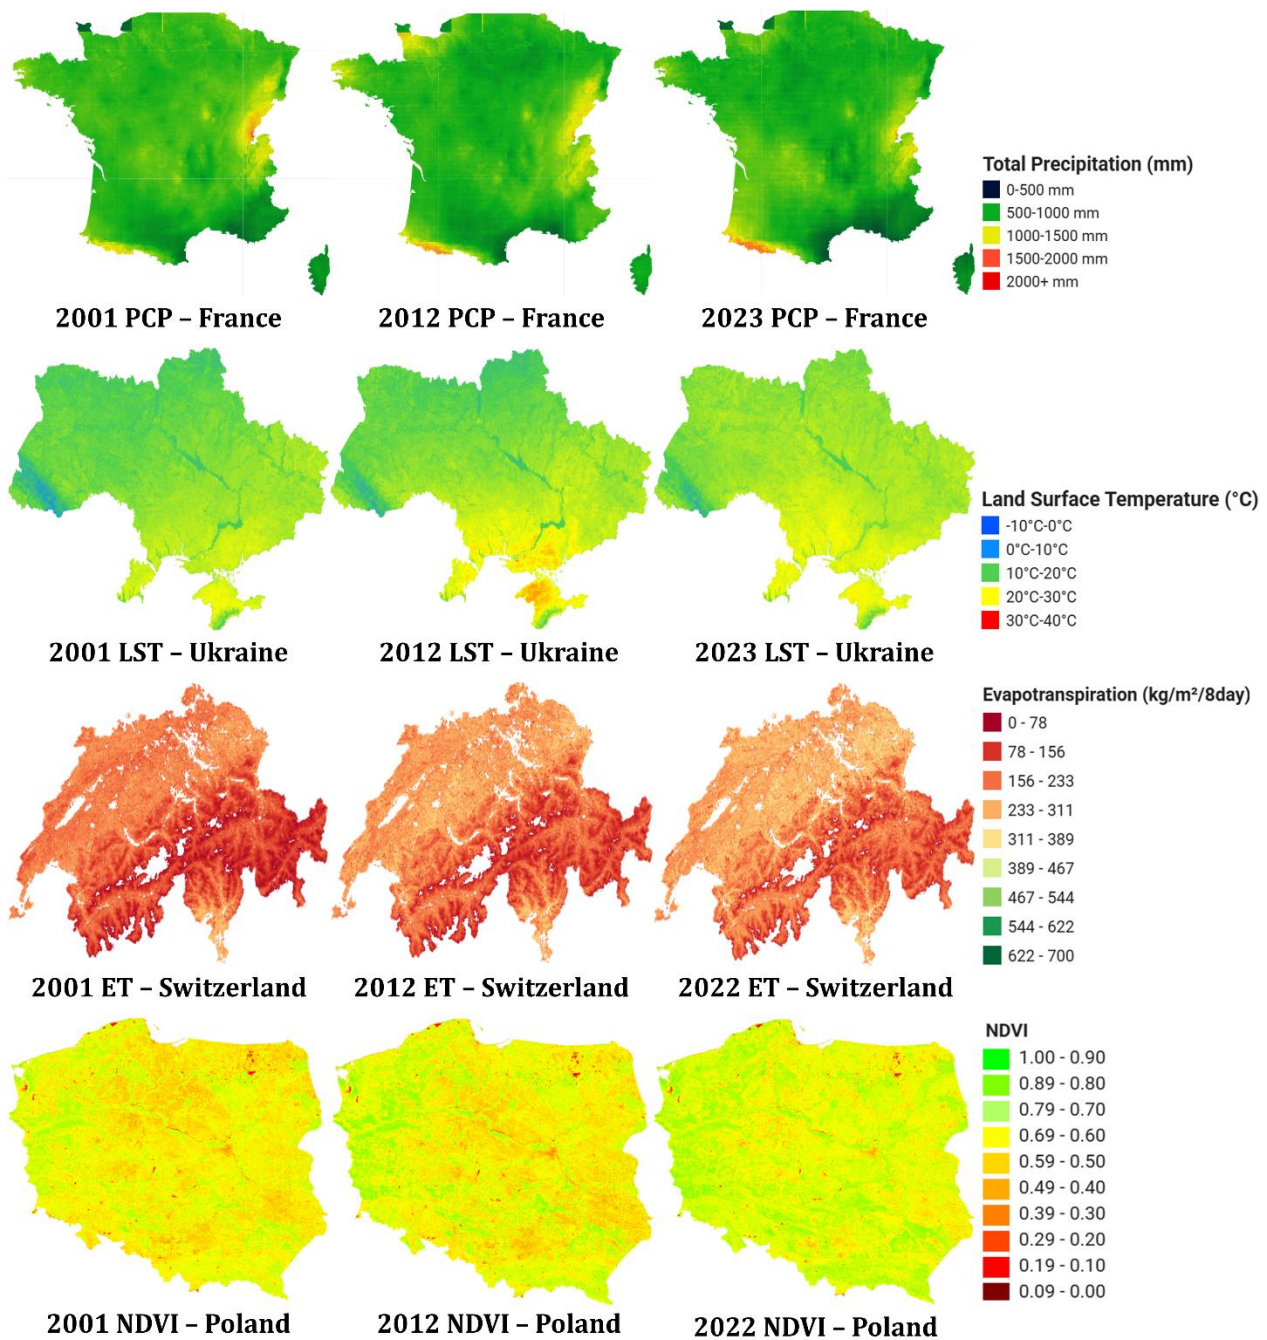 Total Precipitation (mm)
0-500 mm
500-1000 mm
1000-1500 mm
1500-2000 mm
2000+ mm
2001 PCP – France
2012 PCP – France
2023 PCP – France
Land Surface Temperature (°C)
-10°C-0°C
0°C-10°C
10°C-20°C
20°C-30°C
30°C-40°C
2001 LST – Ukraine
2012 LST – Ukraine
2023 LST – Ukraine
Evapotranspiration (kg/m²/8day)
0 - 78
78 - 156
156 - 233
233 - 311
311 - 389
389 - 467
467 - 544
544 - 622
622 - 700
2001 ET – Switzerland
2012 ET – Switzerland
2022 ET – Switzerland
NDVI
1.00 - 0.90
0.89 - 0.80
0.79 - 0.70
0.69 - 0.60
0.59 - 0.50
0.49 - 0.40
0.39 - 0.30
0.29 - 0.20
0.19 - 0.10
0.09 - 0.00
2001 NDVI – Poland
2012 NDVI – Poland
2022 NDVI – Poland